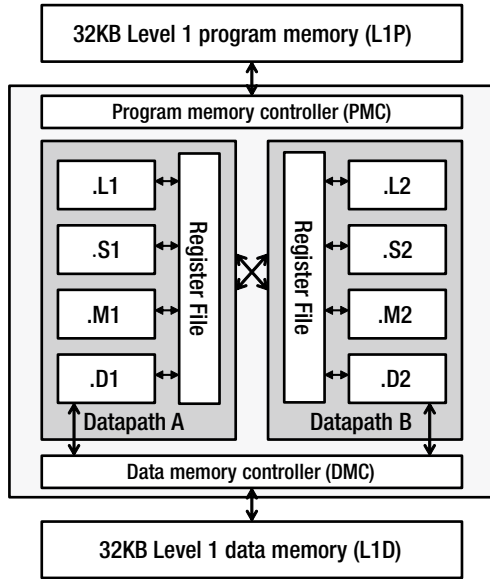 32KB Level 1 program memory (L1P)
Program memory controller (PMC)
.L1
.S1
.M1
.D1
Register File
Datapath A
Register File
.L2
.S2
.M2
.D2
Datapath B
Data memory controller (DMC)
32KB Level 1 data memory (L1D)